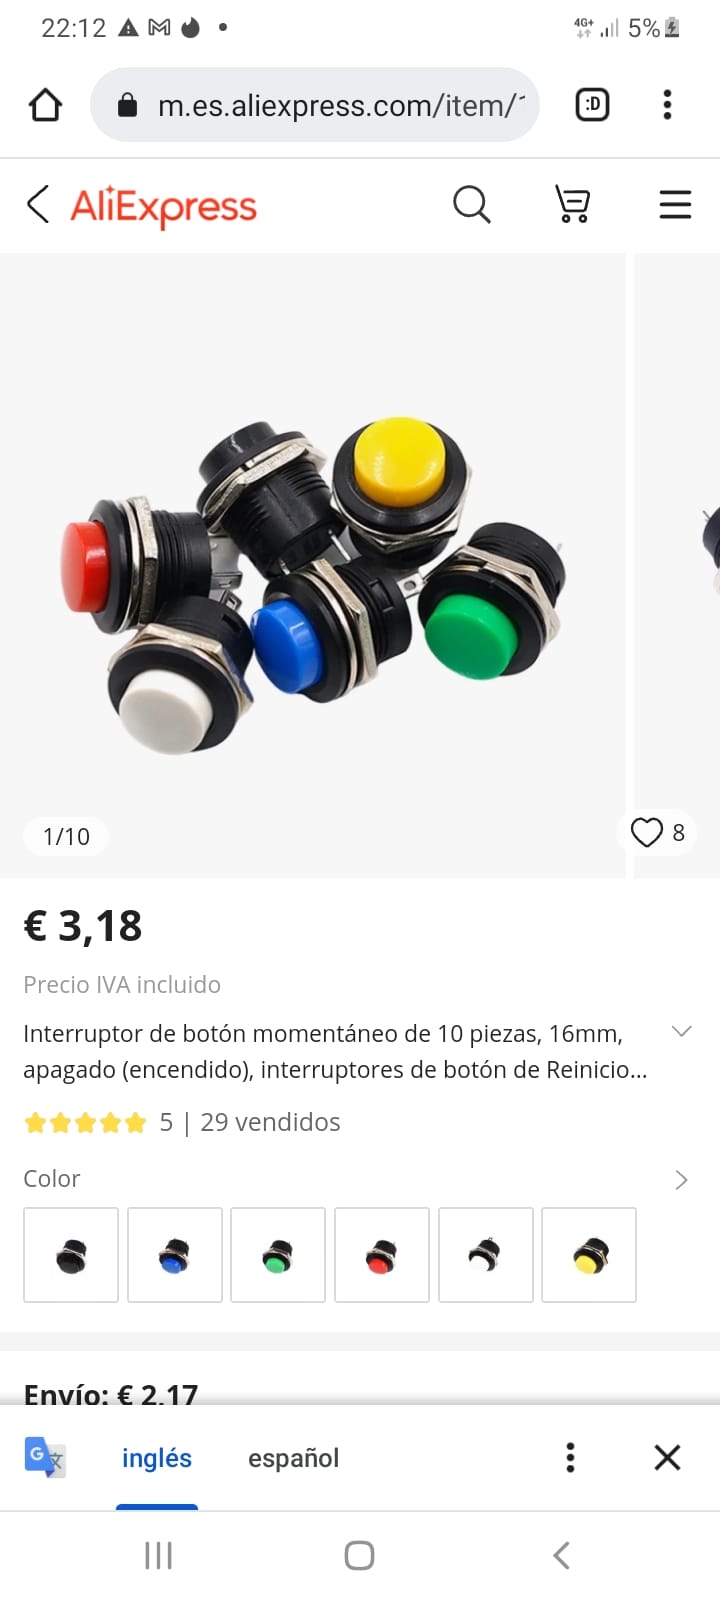 22:12
4G+
5%
m.es.aliexpress.com/item/
:D
AliExpress
1/10
8
€ 3,18
Precio IVA incluido
Interruptor de botón momentáneo de 10 piezas, 16mm,
apagado (encendido), interruptores de botón de Reinicio...
5 | 29 vendidos
Color
Envío: € 2,17
G
inglés
español